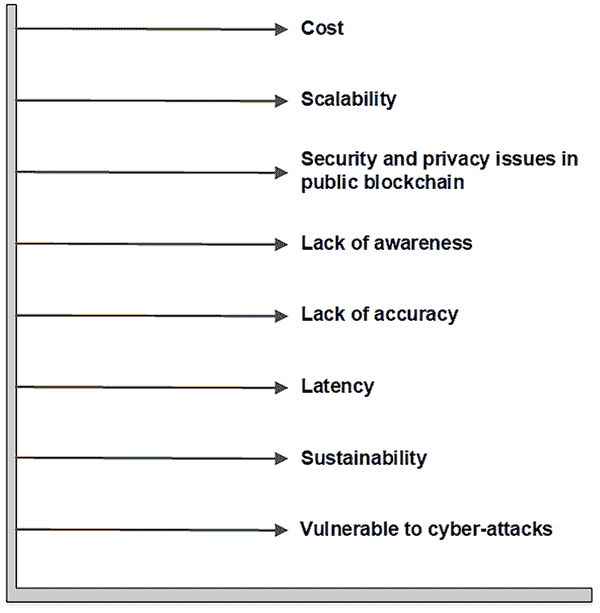 Cost
Scalability
Security and privacy issues in
public blockchain
Lack of awareness
Lack of accuracy
Latency
Sustainability
Vulnerable to cyber-attacks